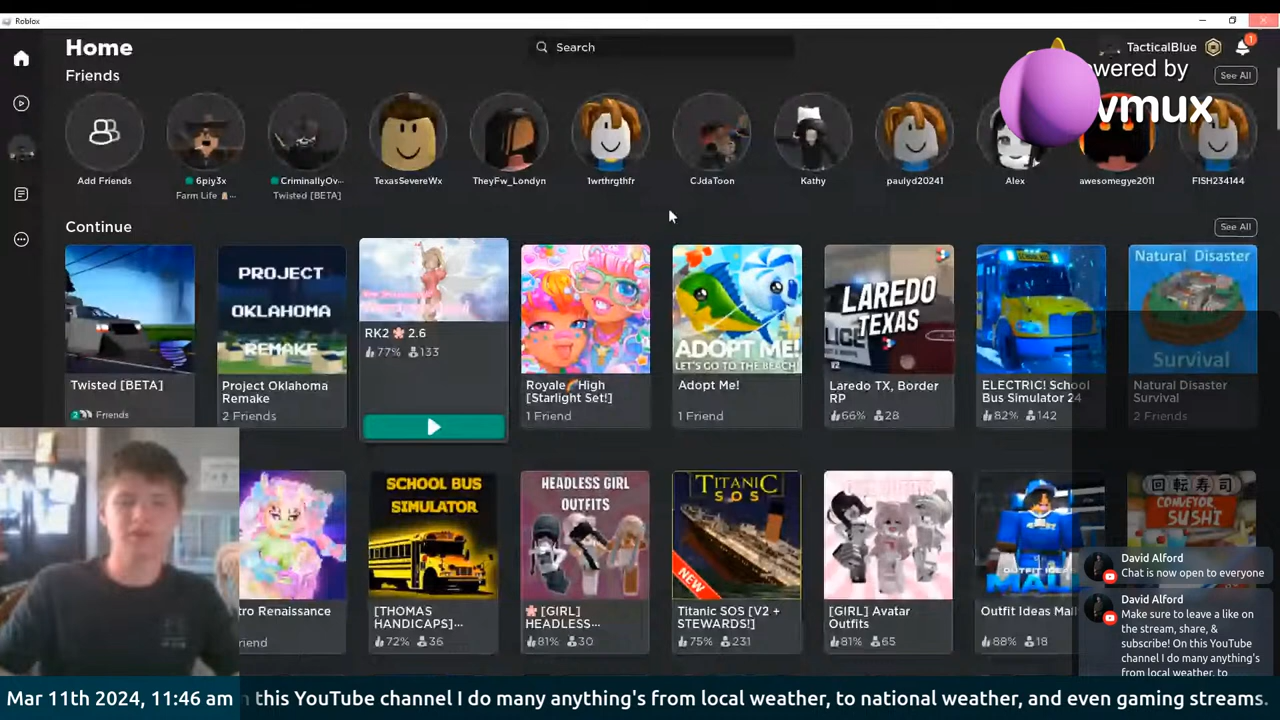 Roblox
Home
Search
TacticalBlue
1
Friends
See All
owered by
vmux
Add Friends
6piy3x
Farm Life
CriminallyOv...
Twisted [BETA]
TexasSevereWx
TheyFw_Londyn
1wrthrgthfr
CJdaToon
Kathy
paulyd20241
Alex
awesomegye2011
FISH234144
Continue
See All
PROJECT
OKLAHOMA
REMAKE
ADOPT ME!
LET'S GO TO THE BEACH!
LAREDO
TEXAS
Natural Disaster
Survival
Twisted [BETA]
2 Friends
Project Oklahoma
Remake
2 Friends
RK2 🌸 2.6
77% 133
Royale🌈High
[Starlight Set!]
1 Friend
Adopt Me!
1 Friend
Laredo TX, Border
RP
66% 28
ELECTRIC! School
Bus Simulator 24
82% 142
Natural Disaster
Survival
2 Friends
SCHOOL BUS
SIMULATOR
HEADLESS GIRL
OUTFITS
TITANIC
SOS
NEW
回転寿司
CONVEYOR
SUSHI
tro Renaissance
riend
[THOMAS
HANDICAPS]...
72% 36
🌸 [GIRL]
HEADLESS...
81% 30
Titanic SOS [V2 +
STEWARDS!]
75% 231
[GIRL] Avatar
Outfits
81% 65
Outfit Ideas Mall
88% 18
David Alford
Chat is now open to everyone
David Alford
Make sure to leave a like on
the stream, share, &
subscribe! On this YouTube
channel I do many anything's
from local weather, to
Mar 11th 2024, 11:46 am
n this YouTube channel I do many anything's from local weather, to national weather, and even gaming streams.